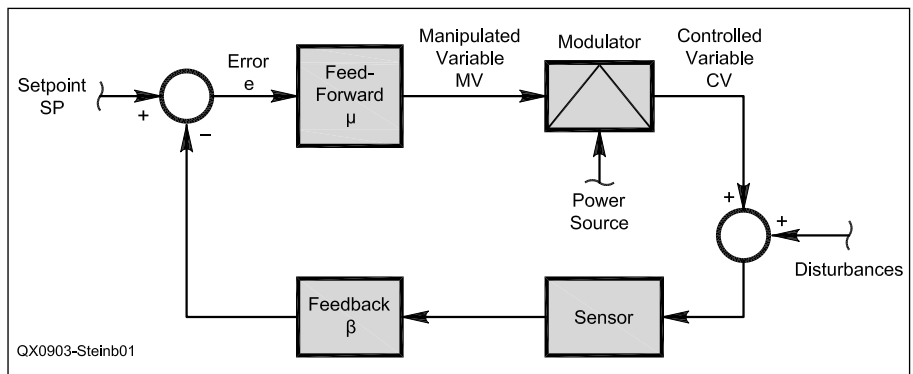 Setpoint
SP
+
−
Error
e
Feed-
Forward
μ
Manipulated
Variable
MV
Modulator
Power
Source
Controlled
Variable
CV
+
+
Disturbances
Sensor
Feedback
β
QX0903-Steinb01